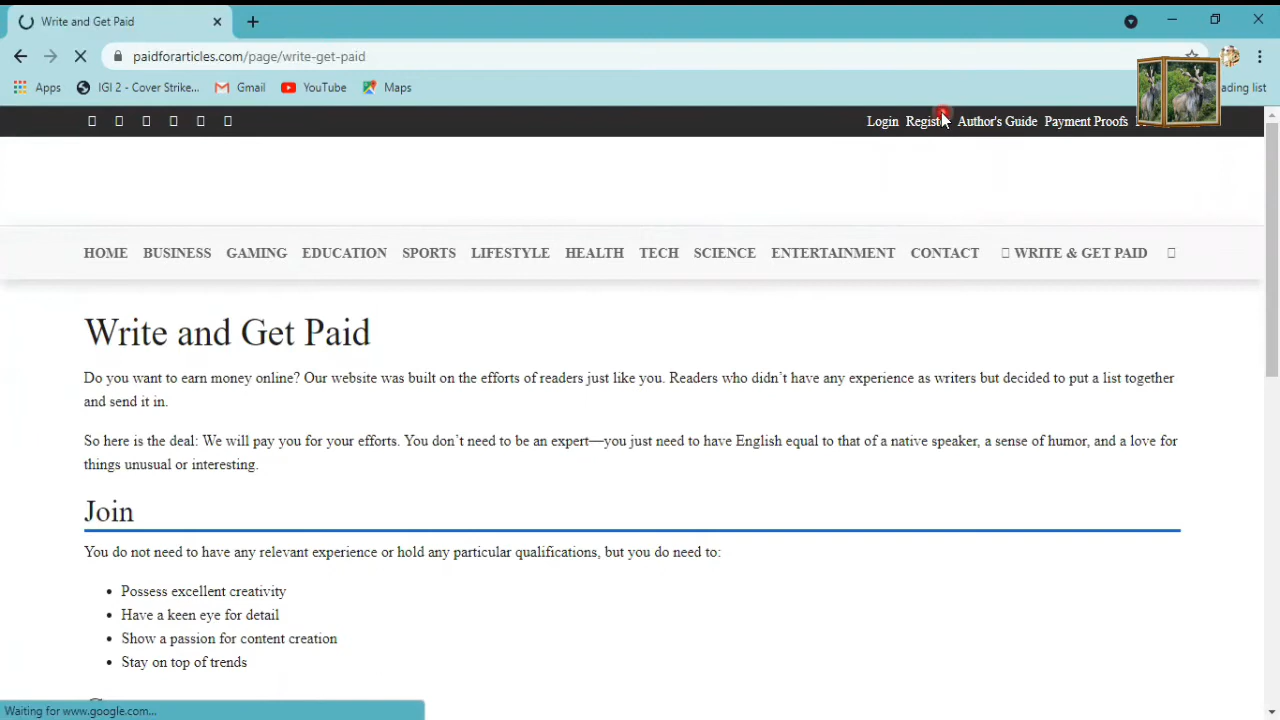 Write and Get Paid
paidforarticles.com/page/write-get-paid
Apps IGI 2 - Cover Strike... Gmail YouTube Maps ading list
Login Register Author's Guide Payment Proofs
HOME BUSINESS GAMING EDUCATION SPORTS LIFESTYLE HEALTH TECH SCIENCE ENTERTAINMENT CONTACT WRITE & GET PAID
Write and Get Paid
Do you want to earn money online? Our website was built on the efforts of readers just like you. Readers who didn’t have any experience as writers but decided to put a list together
and send it in.
So here is the deal: We will pay you for your efforts. You don’t need to be an expert—you just need to have English equal to that of a native speaker, a sense of humor, and a love for
things unusual or interesting.
Join
You do not need to have any relevant experience or hold any particular qualifications, but you do need to:
• Possess excellent creativity
• Have a keen eye for detail
• Show a passion for content creation
• Stay on top of trends
Waiting for www.google.com...